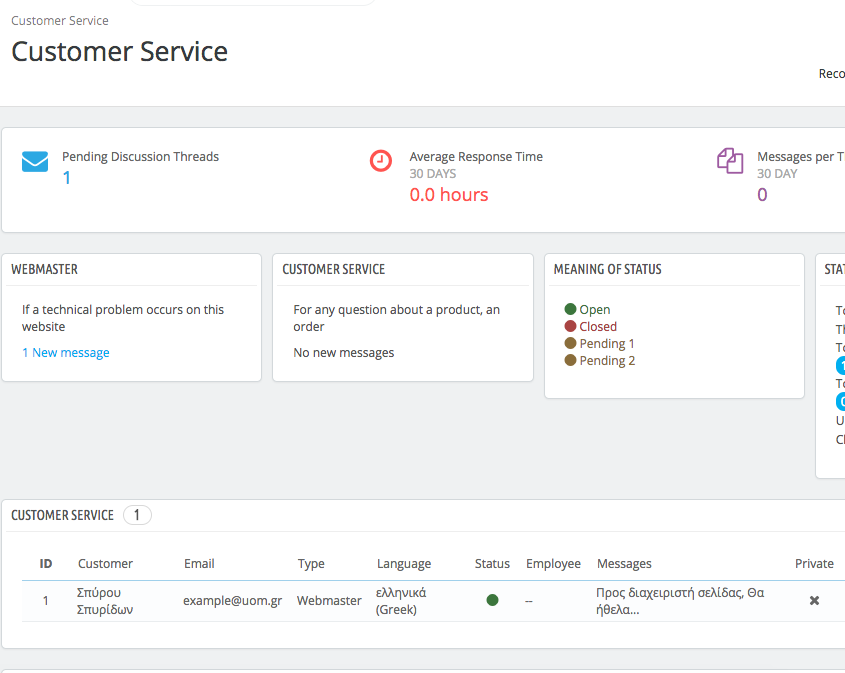 Customer Service
Customer Service
Reco
Pending Discussion Threads
1
Average Response Time
30 DAYS
0.0 hours
Messages per T
30 DAY
0
WEBMASTER
If a technical problem occurs on this
website
1 New message
CUSTOMER SERVICE
For any question about a product, an
order
No new messages
MEANING OF STATUS
Open
Closed
Pending 1
Pending 2
STAT
To
Th
To
1
To
0
U
Cl
CUSTOMER SERVICE 1
ID Customer Email Type Language Status Employee Messages Private
1 Σπύρου Σπυρίδων example@uom.gr Webmaster ελληνικά (Greek) -- Προς διαχειριστή σελίδας, Θα ήθελα...